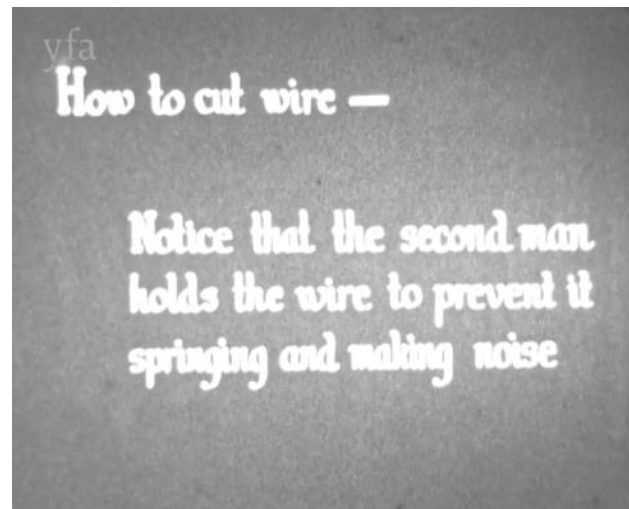 yfa
How to cut wire —
Notice that the second man
holds the wire to prevent it
springing and making noise